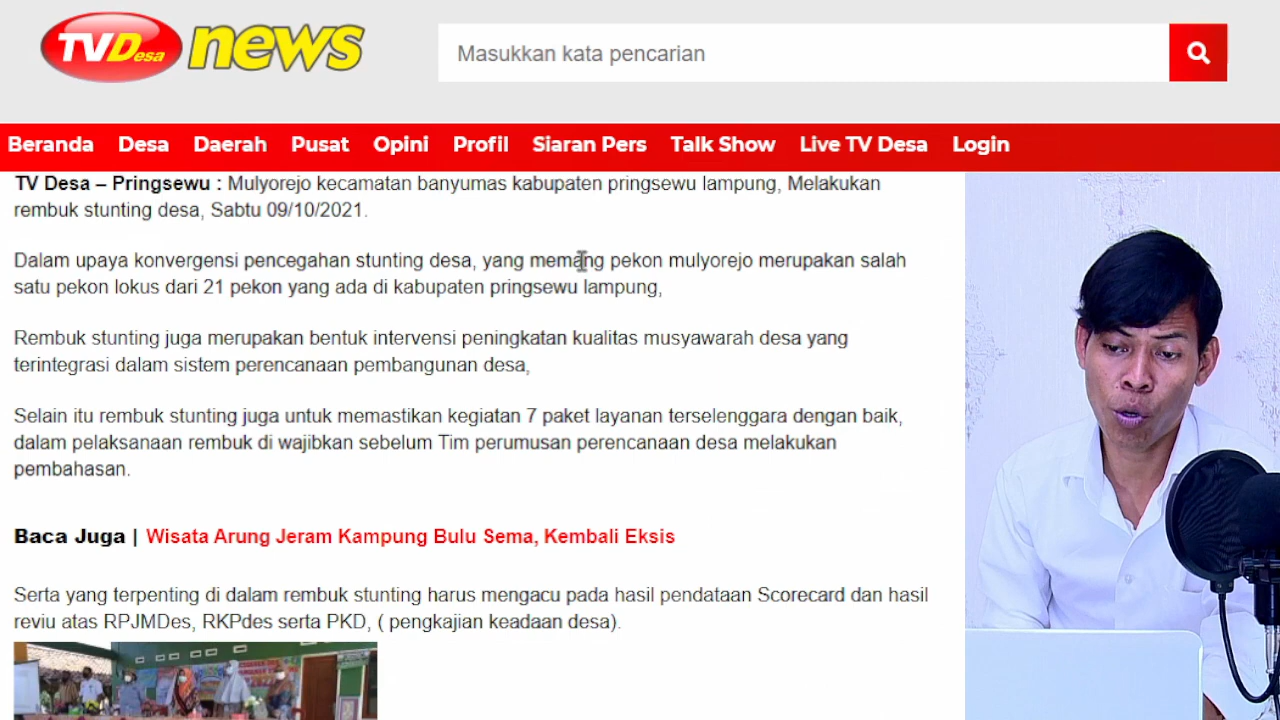 TVDesa news
Masukkan kata pencarian
Beranda Desa Daerah Pusat Opini Profil Siaran Pers Talk Show Live TV Desa Login
TV Desa – Pringsewu : Mulyorejo kecamatan banyumas kabupaten pringsewu lampung, Melakukan
rembuk stunting desa, Sabtu 09/10/2021.
Dalam upaya konvergensi pencegahan stunting desa, yang memang pekon mulyorejo merupakan salah
satu pekon lokus dari 21 pekon yang ada di kabupaten pringsewu lampung,
Rembuk stunting juga merupakan bentuk intervensi peningkatan kualitas musyawarah desa yang
terintegrasi dalam sistem perencanaan pembangunan desa,
Selain itu rembuk stunting juga untuk memastikan kegiatan 7 paket layanan terselenggara dengan baik,
dalam pelaksanaan rembuk di wajibkan sebelum Tim perumusan perencanaan desa melakukan
pembahasan.
Baca Juga | Wisata Arung Jeram Kampung Bulu Sema, Kembali Eksis
Serta yang terpenting di dalam rembuk stunting harus mengacu pada hasil pendataan Scorecard dan hasil
reviu atas RPJMDes, RKPdes serta PKD, ( pengkajian keadaan desa).